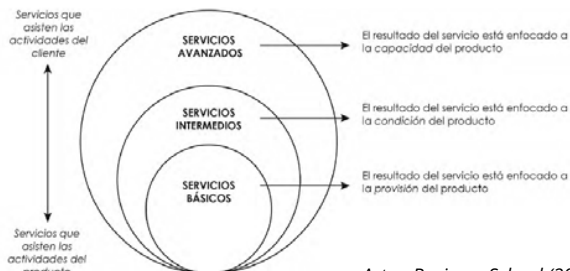 Servicios que
asisten las
actividades del
cliente
SERVICIOS
AVANZADOS
El resultado del servicio está enfocado a
la capacidad del producto
SERVICIOS
INTERMEDIOS
El resultado del servicio está enfocado a
la condición del producto
SERVICIOS
BÁSICOS
El resultado del servicio está enfocado a
la provisión del producto
Servicios que
asisten las
actividades del